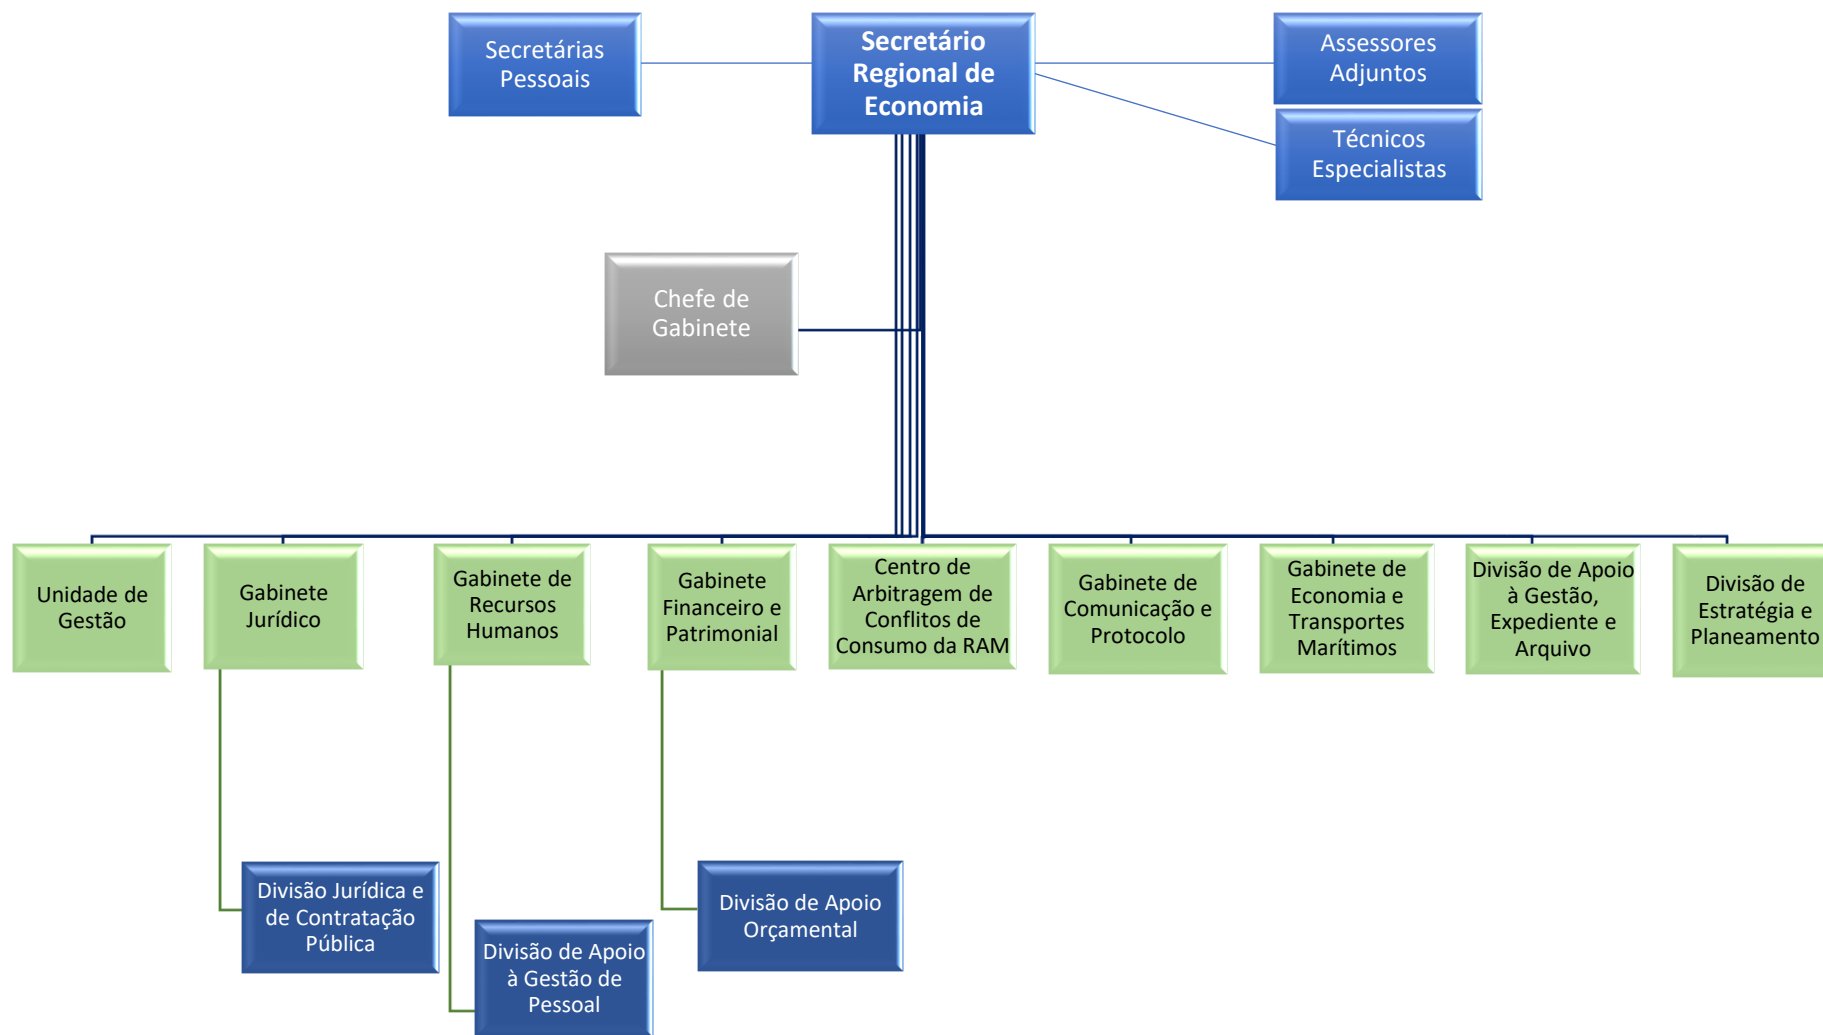 Secretárias
Pessoais
Secretário
Regional de
Economia
Assessores
Adjuntos
Técnicos
Especialistas
Chefe de
Gabinete
Unidade de
Gestão
Gabinete
Jurídico
Gabinete de
Recursos
Humanos
Gabinete
Financeiro e
Patrimonial
Centro de
Arbitragem de
Conflitos de
Consumo da RAM
Gabinete de
Comunicação e
Protocolo
Gabinete de
Economia e
Transportes
Marítimos
Divisão de Apoio
à Gestão,
Expediente e
Arquivo
Divisão de
Estratégia e
Planeamento
Divisão Jurídica e
de Contratação
Pública
Divisão de Apoio
à Gestão de
Pessoal
Divisão de Apoio
Orçamental